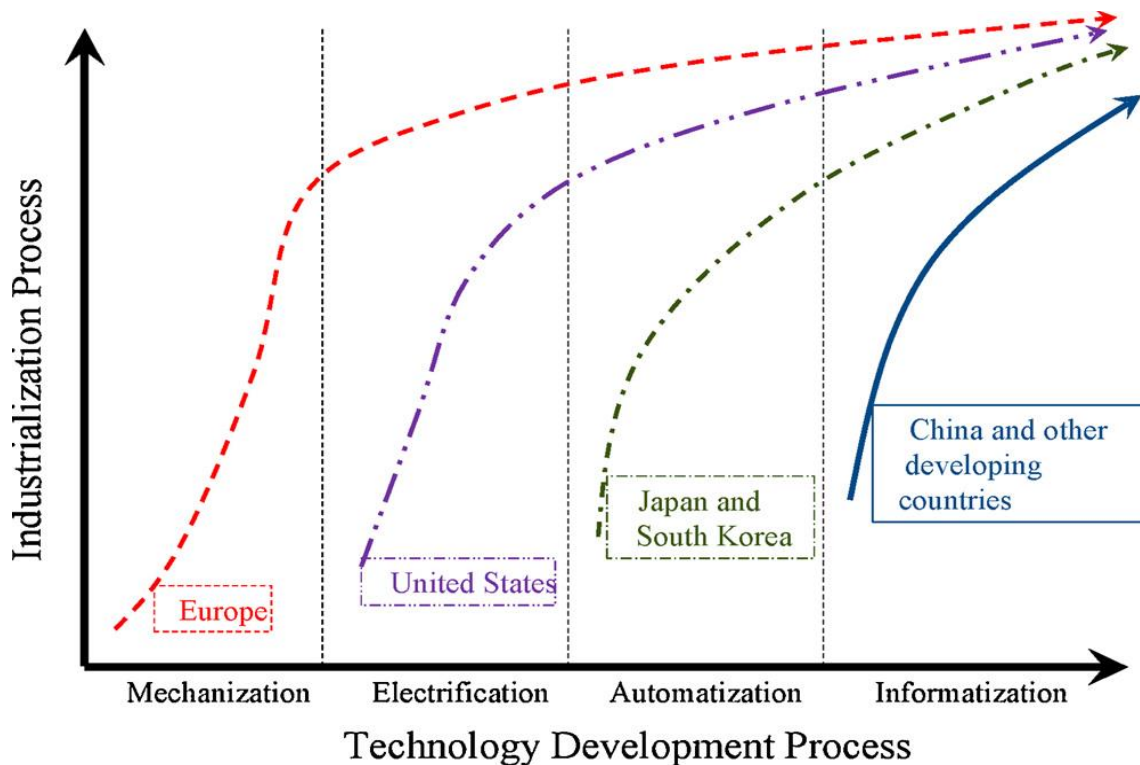 Industrialization Process
China and other
developing
countries
Japan and
South Korea
United States
Europe
Mechanization
Electrification
Automatization
Informatization
Technology Development Process